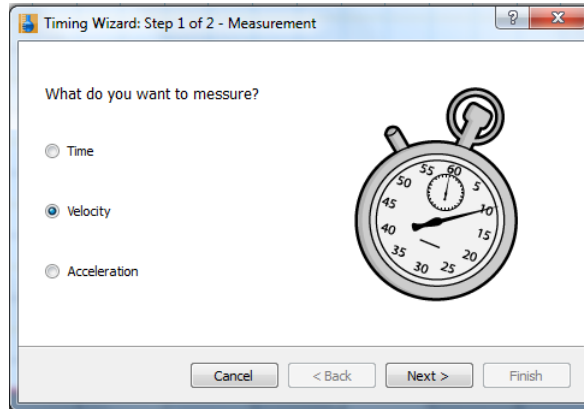 Timing Wizard: Step 1 of 2 - Measurement
?
X
What do you want to messure?
Time
Velocity
Acceleration
60
5
10
15
20
25
30
35
40
45
50
55
Cancel
< Back
Next >
Finish